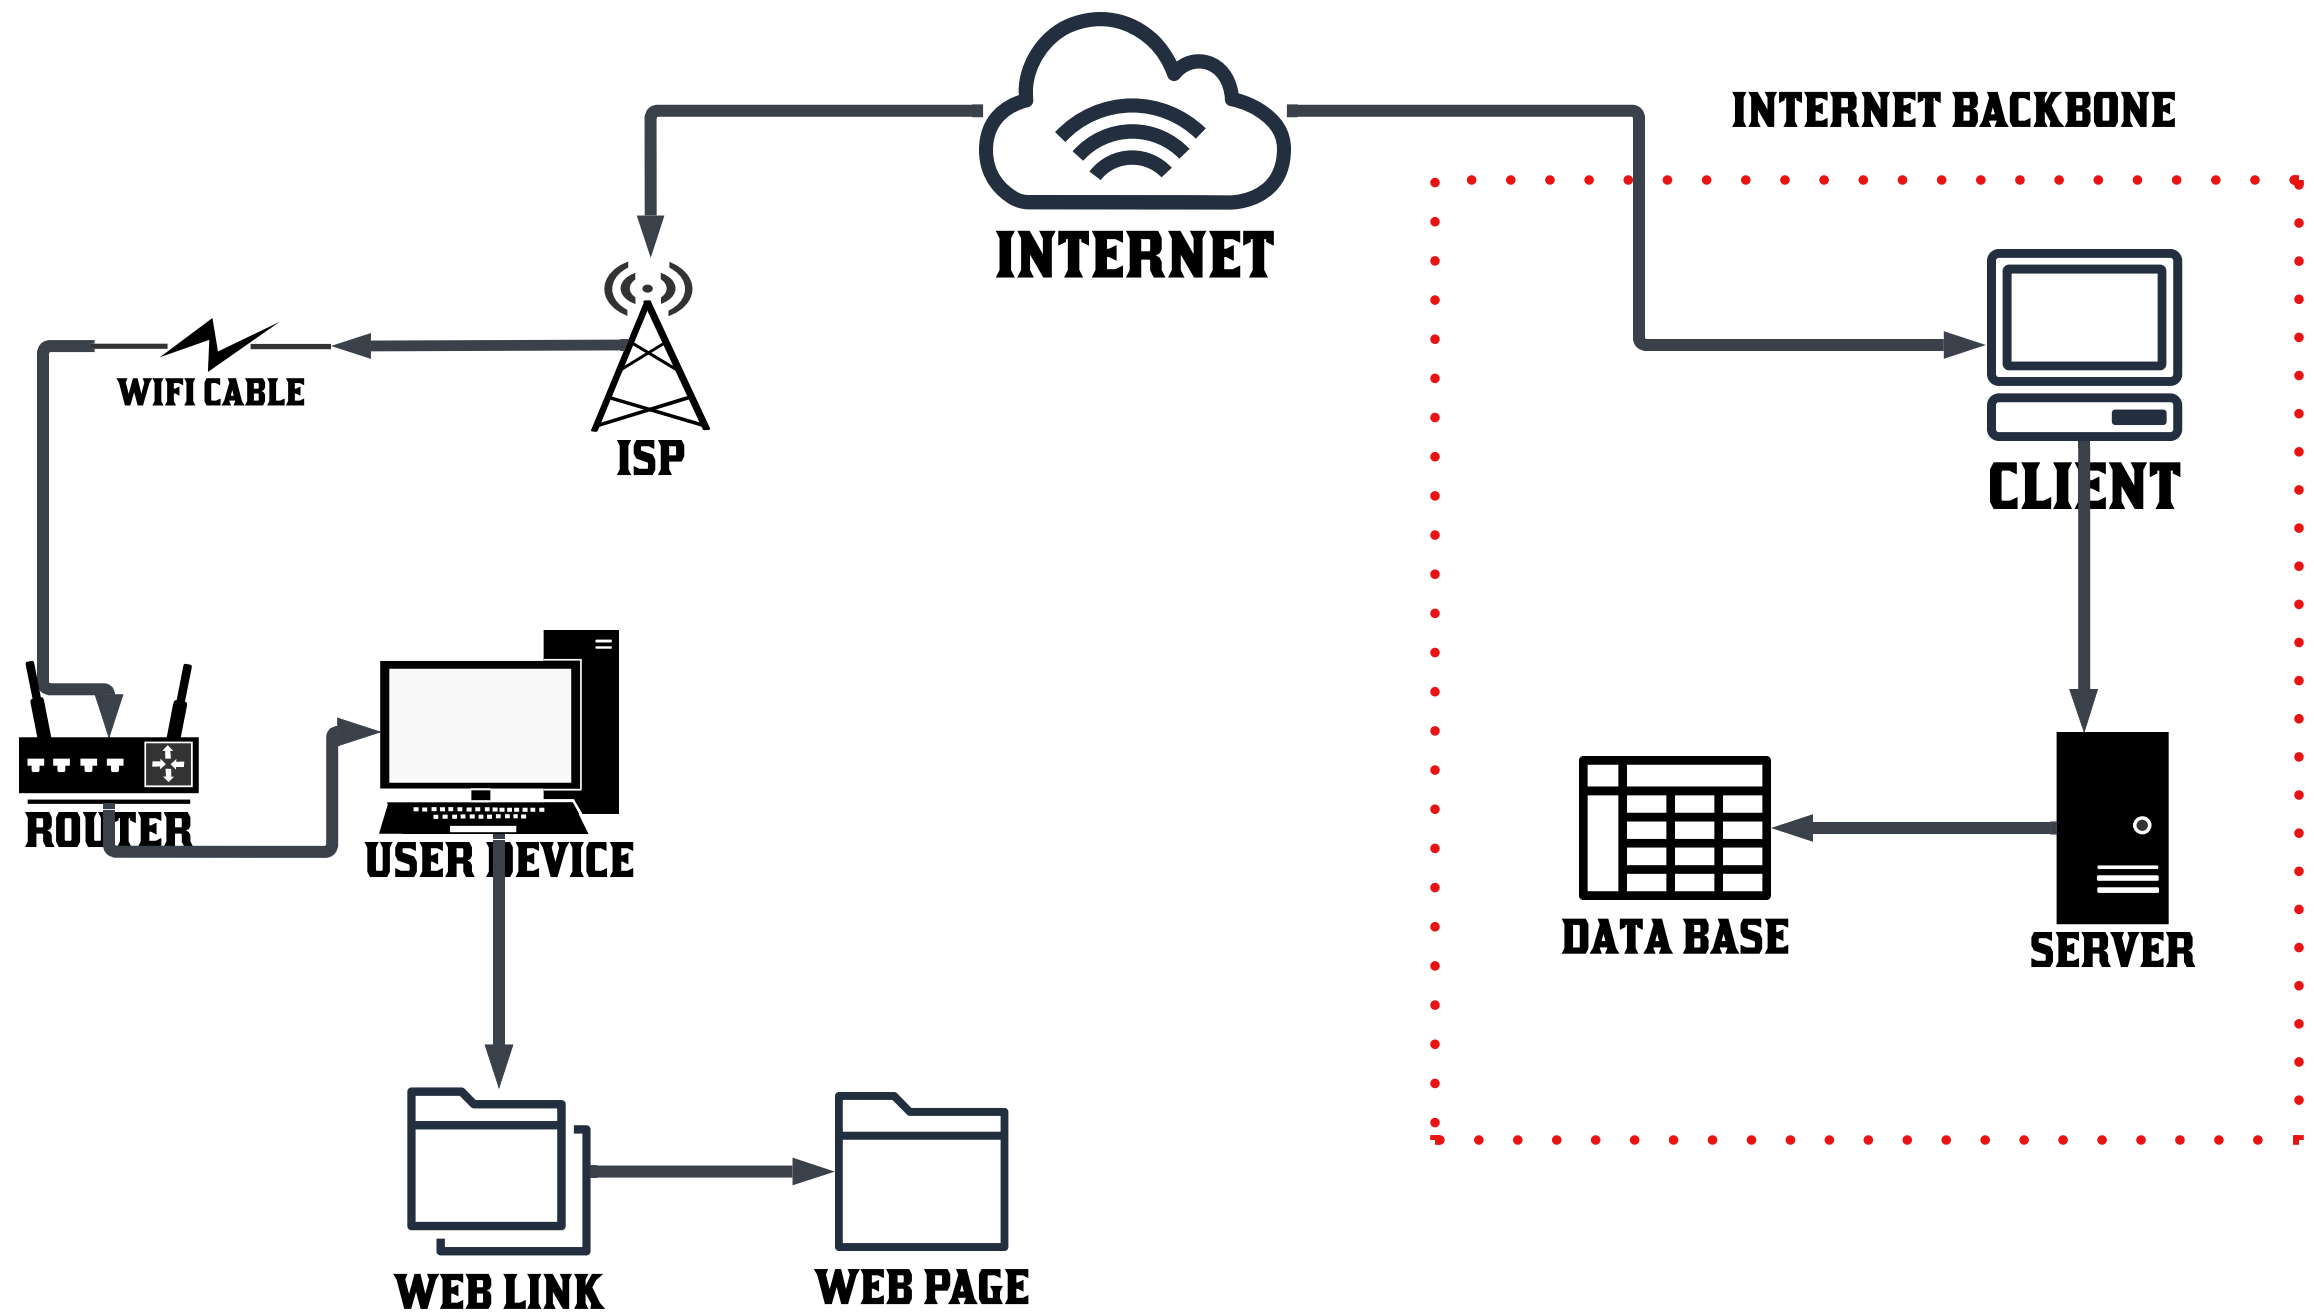 INTERNET BACKBONE
INTERNET
WIFI CABLE
ISP
CLIENT
ROUTER
USER DEVICE
DATA BASE
SERVER
WEB LINK
WEB PAGE